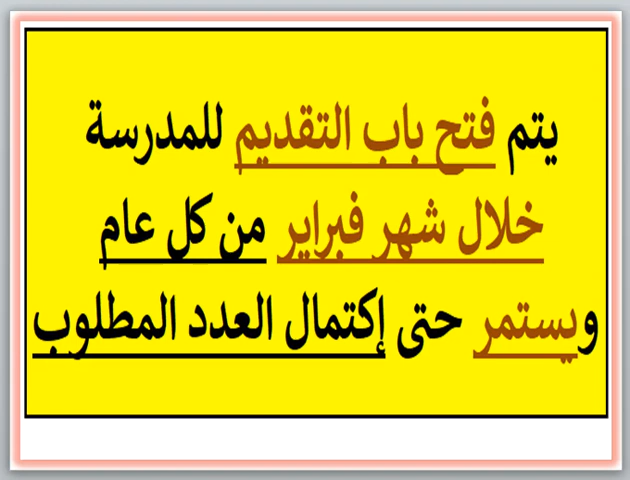 يتم فتح باب التقديم للمدرسة
خلال شهر فبراير من كل عام
ويستمر حتى إكتمال العدد المطلوب